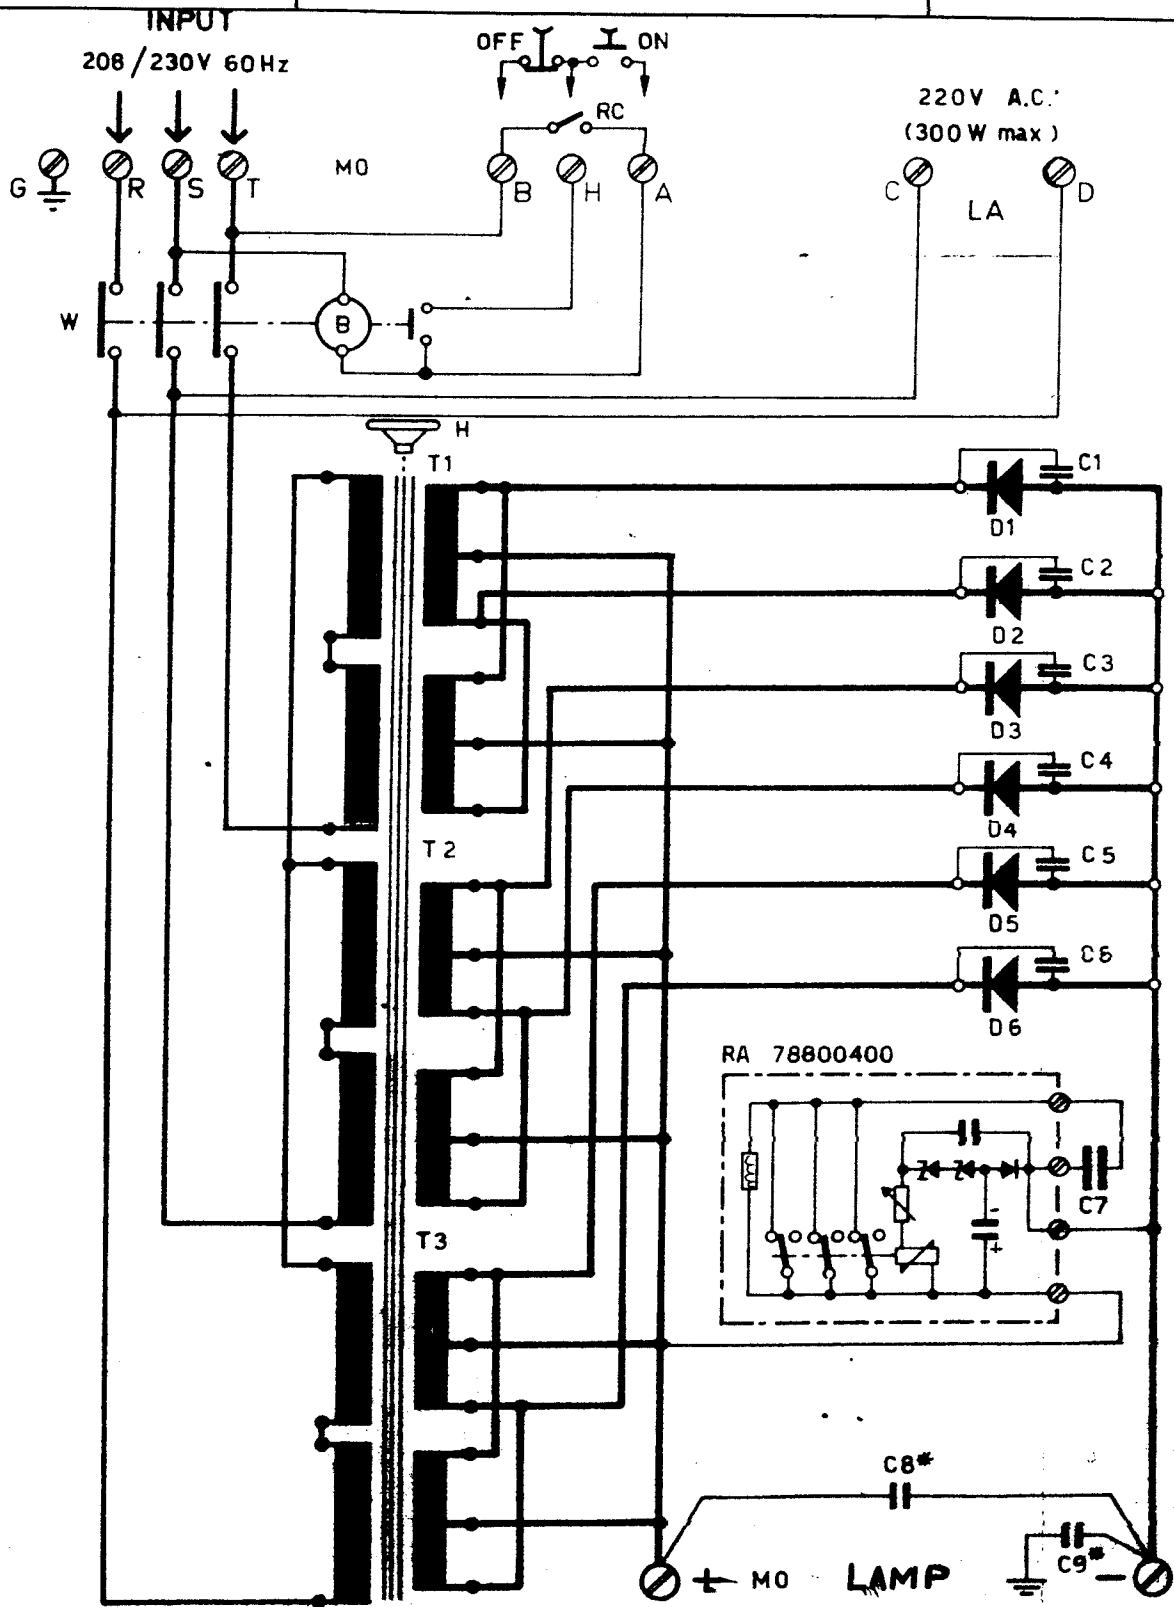 INPUT
208/230V 60Hz
OFF
ON
RC
220V A.C.
(300W max)
G
R
S
T
MO
B
H
A
C
LA
D
W
B
H
T1
C1
D1
C2
D2
C3
D3
C4
D4
T2
C5
D5
C6
D6
RA 78800400
C7
-
+
T3
C8*
C9*
+
MO
LAMP
-